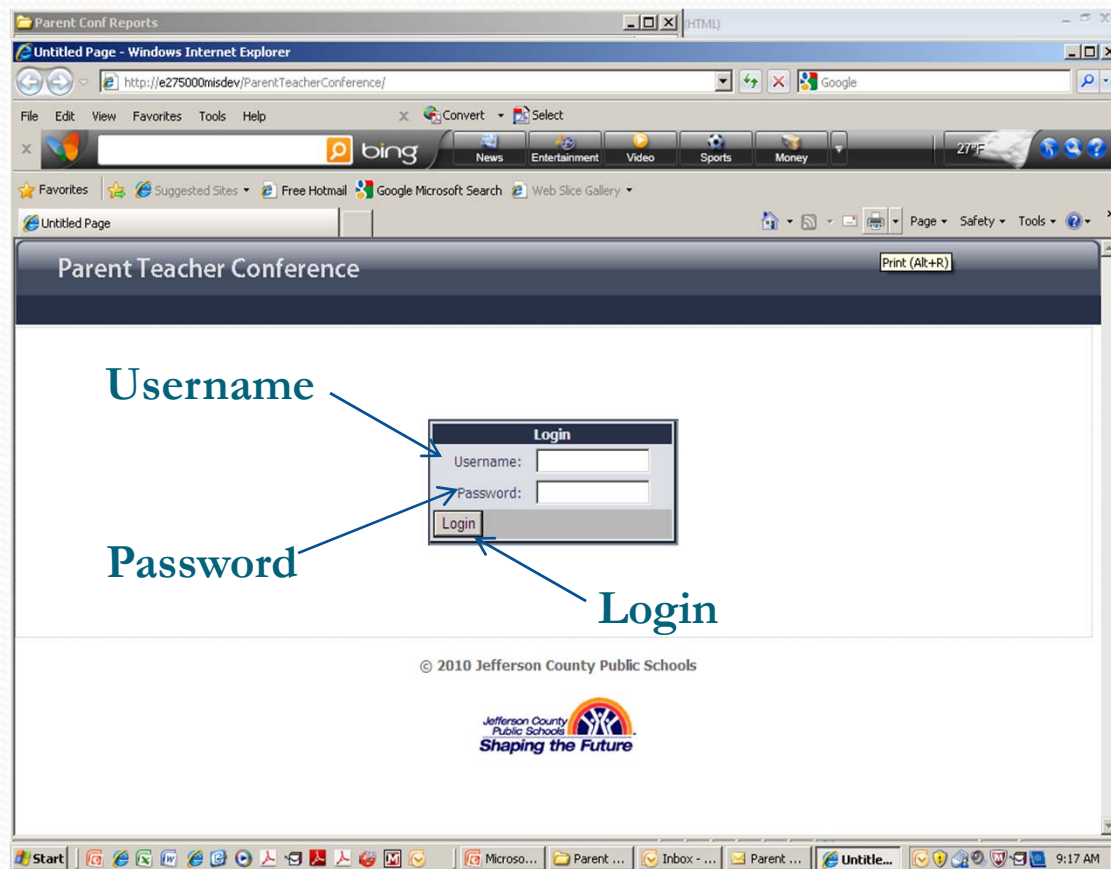 Parent Conf Reports (HTML)
Untitled Page - Windows Internet Explorer
http://e275000misdev/ParentTeacherConference/ Google
File Edit View Favorites Tools Help x Convert Select
x bing News Entertainment Video Sports Money 27°F
Favorites Suggested Sites Free Hotmail Google Microsoft Search Web Slice Gallery
Untitled Page Page Safety Tools
Parent Teacher Conference
Print (Alt+R)
Username
Login
Username:
Password:
Login
Password
Login
© 2010 Jefferson County Public Schools
Jefferson County
Public Schools
Shaping the Future
Start Microso... Parent ... Inbox - ... Parent ... Untitle... 9:17 AM